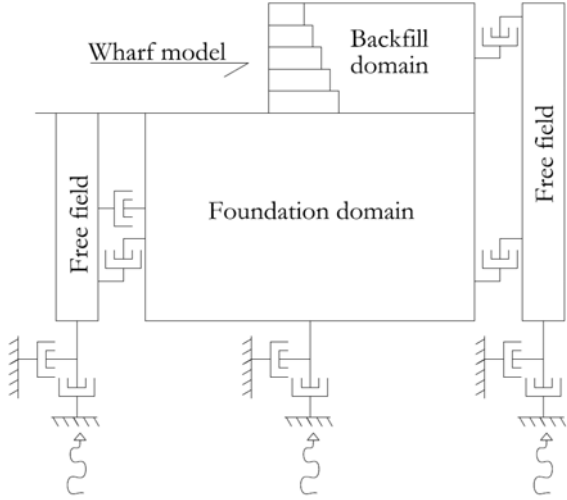 Wharf model
Backfill
domain
Free field
Foundation domain
Free field